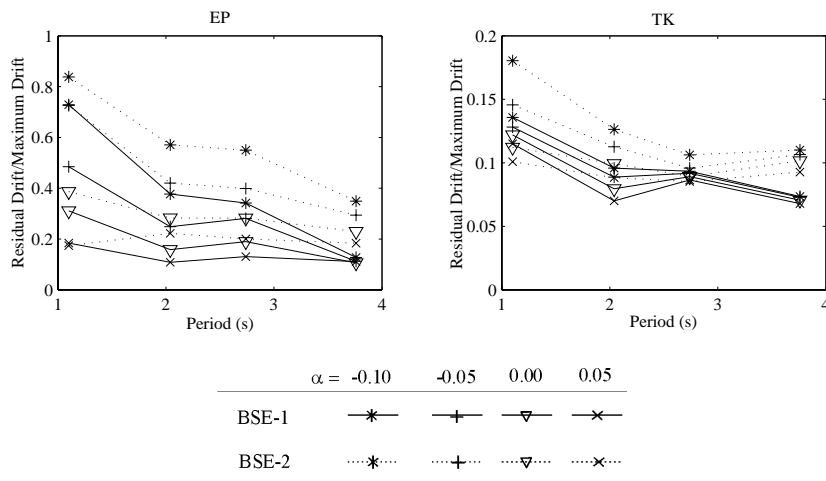 EP
1
0.8
0.6
0.4
0.2
0
1
2
3
4
Residual Drift/Maximum Drift
Period (s)
TK
0.2
0.15
0.1
0.05
0
1
2
3
4
Residual Drift/Maximum Drift
Period (s)
α = -0.10 -0.05 0.00 0.05
BSE-1
BSE-2